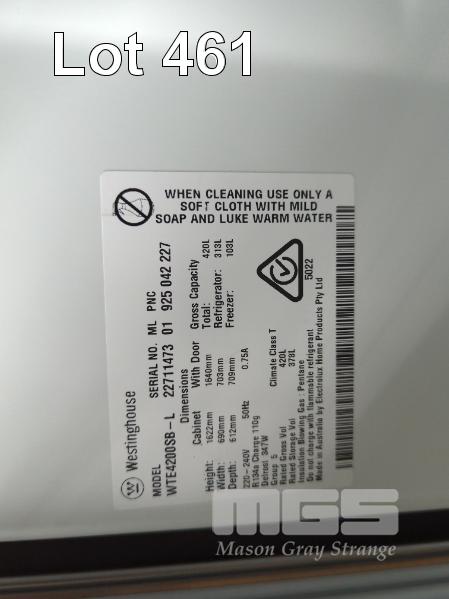 Lot 461
WHEN CLEANING USE ONLY A
SOFT CLOTH WITH MILD
SOAP AND LUKE WARM WATER
Westinghouse
MODEL SERIAL NO. ML PNC
WTE4200SB-L 22711473 01 925 042 227
Dimensions Gross Capacity
Cabinet With Door Total: 420L
Height: 1622mm 1640mm Refrigerator: 313L
Width: 690mm 703mm Freezer: 103L
Depth: 612mm 709mm
220-240V 50Hz 0.75A
R134a Charge 110g
Defrost 347W
Group 5 Climate Class T
Rated Gross Vol 420L
Rated Storage Vol 378L
Insulation Blowing Gas: Pentane
Do not charge with flammable refrigerant
Made in Australia by Electrolux Home Products Pty Ltd
5022
MGS
Mason Gray Strange